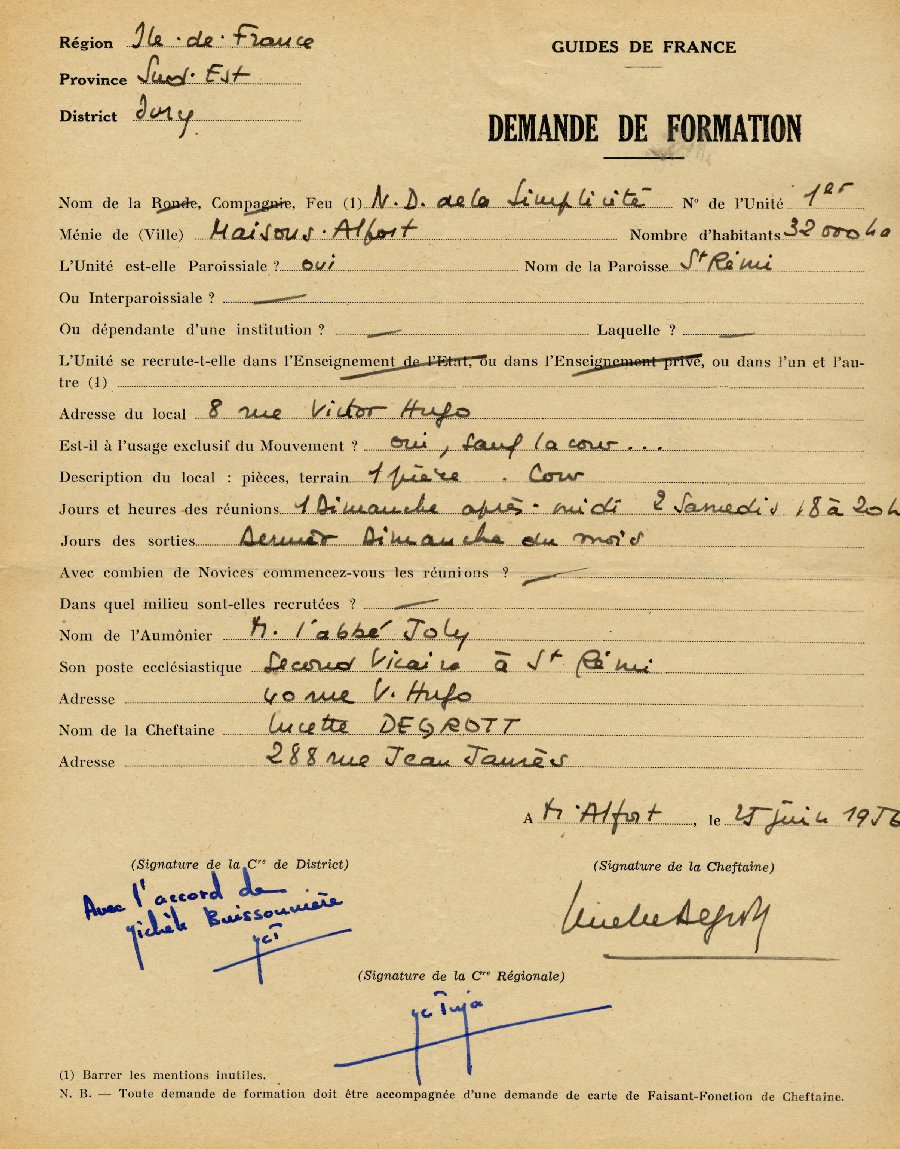 Région Ile-de-France
GUIDES DE FRANCE
Province Sud-Est
District Ivry
DEMANDE DE FORMATION
Nom de la Ronde, Compagnie, Feu (1) N.D. de la Simplicité N° de l'Unité 1er
Ménie de (Ville) Maisons-Alfort Nombre d'habitants 32 000 ha
L'Unité est-elle Paroissiale ? oui Nom de la Paroisse St Rémi
Ou Interparoissiale ? —
Ou dépendante d'une institution ? — Laquelle ? —
L'Unité se recrute-t-elle dans l'Enseignement de l'Etat, ou dans l'Enseignement privé, ou dans l'un et l'au-
tre (1)
Adresse du local 8 rue Victor Hugo
Est-il à l'usage exclusif du Mouvement ? oui, sauf la cour...
Description du local : pièces, terrain 1 pièce . Cour
Jours et heures des réunions 1 Dimanche après-midi 2 Samedis 18 à 20h
Jours des sorties Dernier Dimanche du mois
Avec combien de Novices commencez-vous les réunions ? —
Dans quel milieu sont-elles recrutées ? —
Nom de l'Aumônier M. l'abbé Joly
Son poste ecclésiastique Second Vicaire à St Rémi
Adresse 40 rue V. Hugo
Nom de la Cheftaine Lucette DEGROTT
Adresse 288 rue Jean Jaurès
A M. Alfort, le 25 juin 1956
(Signature de la Cre de District)
(Signature de la Cheftaine)
Avec l'accord de
Michèle Buissonnière
(Signature de la Cre Régionale)
(1) Barrer les mentions inutiles.
N. B. — Toute demande de formation doit être accompagnée d'une demande de carte de Faisant-Fonction de Cheftaine.